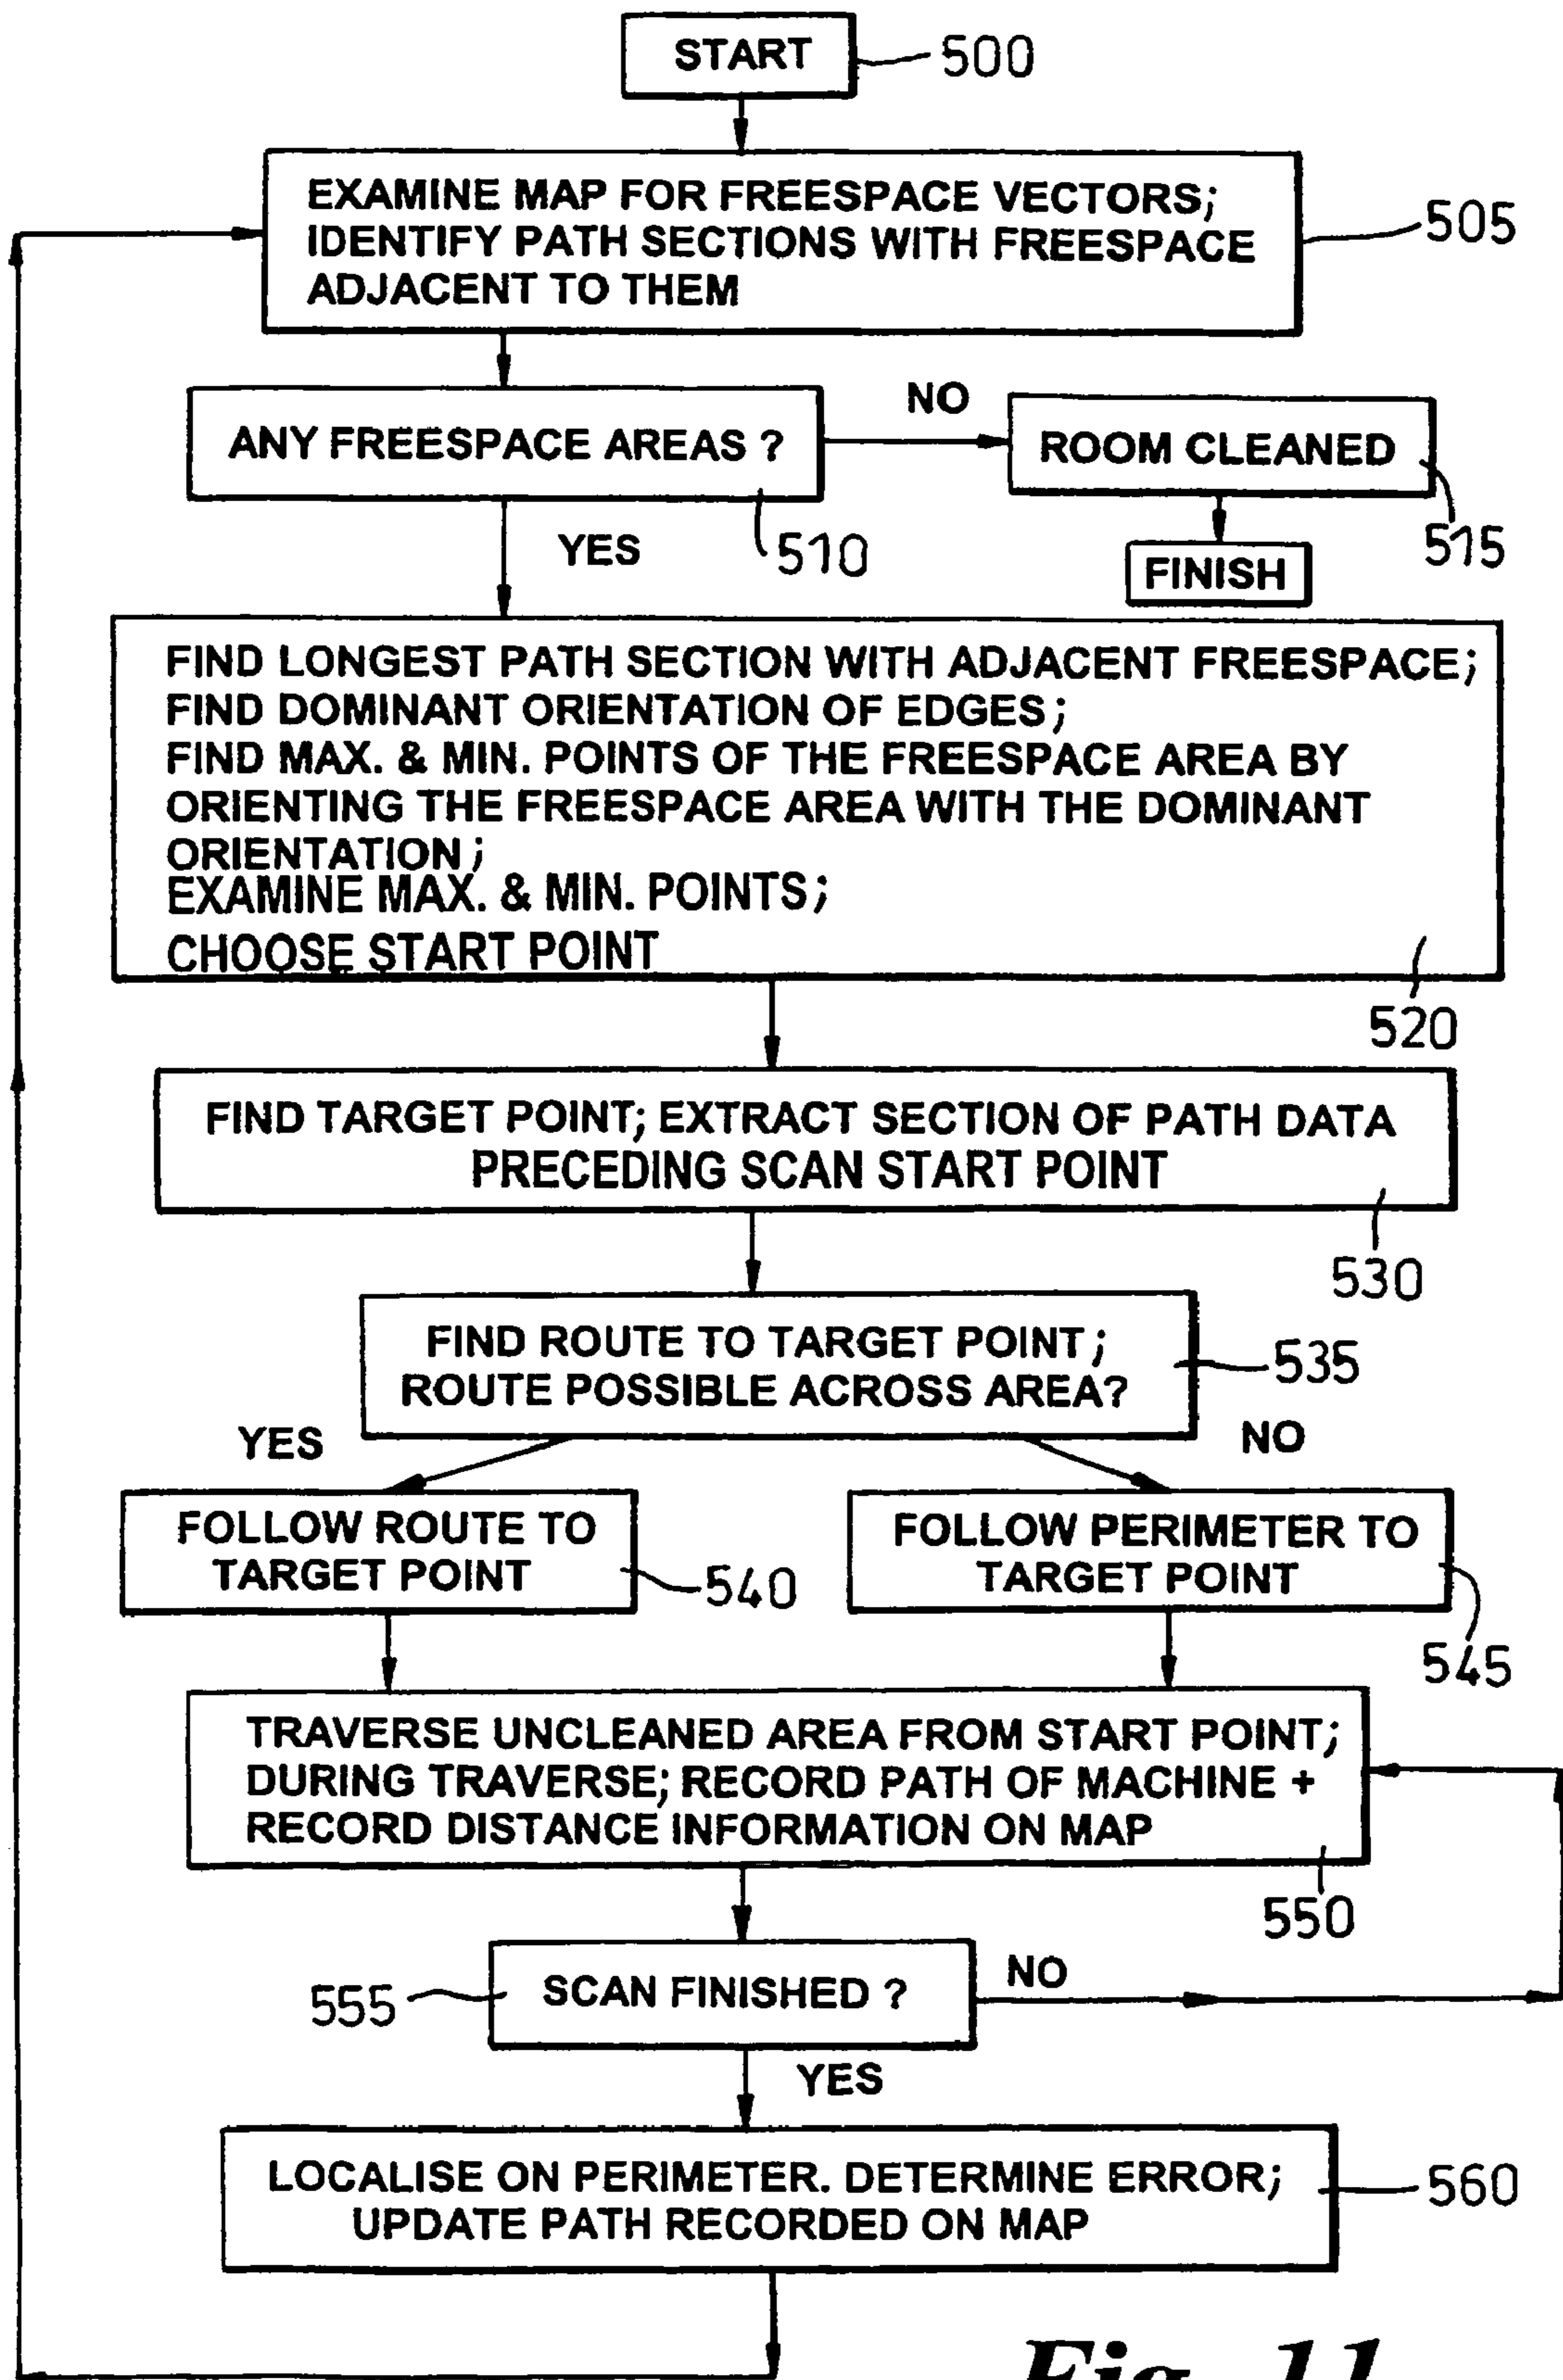 START
500
EXAMINE MAP FOR FREESPACE VECTORS;
IDENTIFY PATH SECTIONS WITH FREESPACE
ADJACENT TO THEM
505
ANY FREESPACE AREAS ?
510
NO
ROOM CLEANED
515
FINISH
YES
FIND LONGEST PATH SECTION WITH ADJACENT FREESPACE;
FIND DOMINANT ORIENTATION OF EDGES;
FIND MAX. & MIN. POINTS OF THE FREESPACE AREA BY
ORIENTING THE FREESPACE AREA WITH THE DOMINANT
ORIENTATION;
EXAMINE MAX. & MIN. POINTS;
CHOOSE START POINT
520
FIND TARGET POINT; EXTRACT SECTION OF PATH DATA
PRECEDING SCAN START POINT
530
FIND ROUTE TO TARGET POINT;
ROUTE POSSIBLE ACROSS AREA?
535
YES
NO
FOLLOW ROUTE TO
TARGET POINT
540
FOLLOW PERIMETER TO
TARGET POINT
545
TRAVERSE UNCLEANED AREA FROM START POINT;
DURING TRAVERSE; RECORD PATH OF MACHINE +
RECORD DISTANCE INFORMATION ON MAP
550
SCAN FINISHED ?
555
NO
YES
LOCALISE ON PERIMETER. DETERMINE ERROR;
UPDATE PATH RECORDED ON MAP
560
Fig. 11